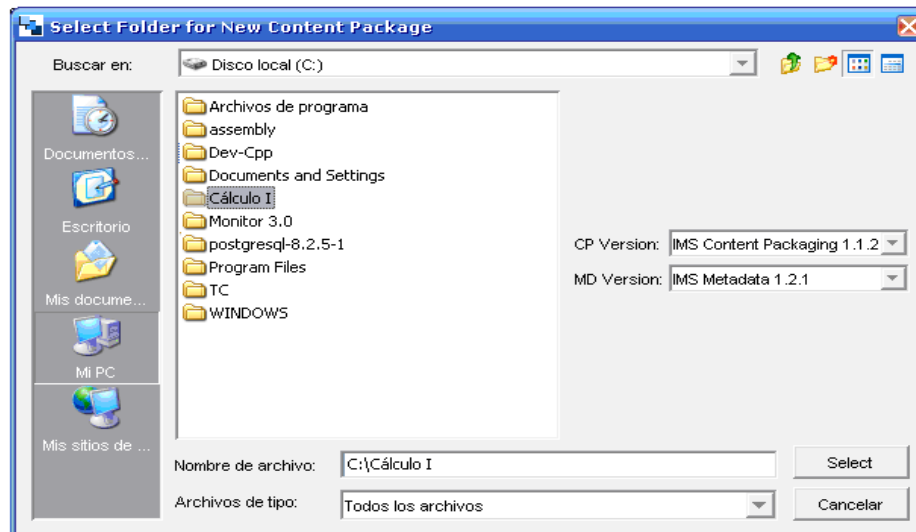 Select Folder for New Content Package
Buscar en:
Disco local (C:)
Documentos...
Escritorio
Mis docume...
Mi PC
Mis sitios de ...
Archivos de programa
assembly
Dev-Cpp
Documents and Settings
Cálculo I
Monitor 3.0
postgresql-8.2.5-1
Program Files
TC
WINDOWS
CP Version: IMS Content Packaging 1.1.2
MD Version: IMS Metadata 1.2.1
Nombre de archivo: C:\Cálculo I
Select
Archivos de tipo: Todos los archivos
Cancelar